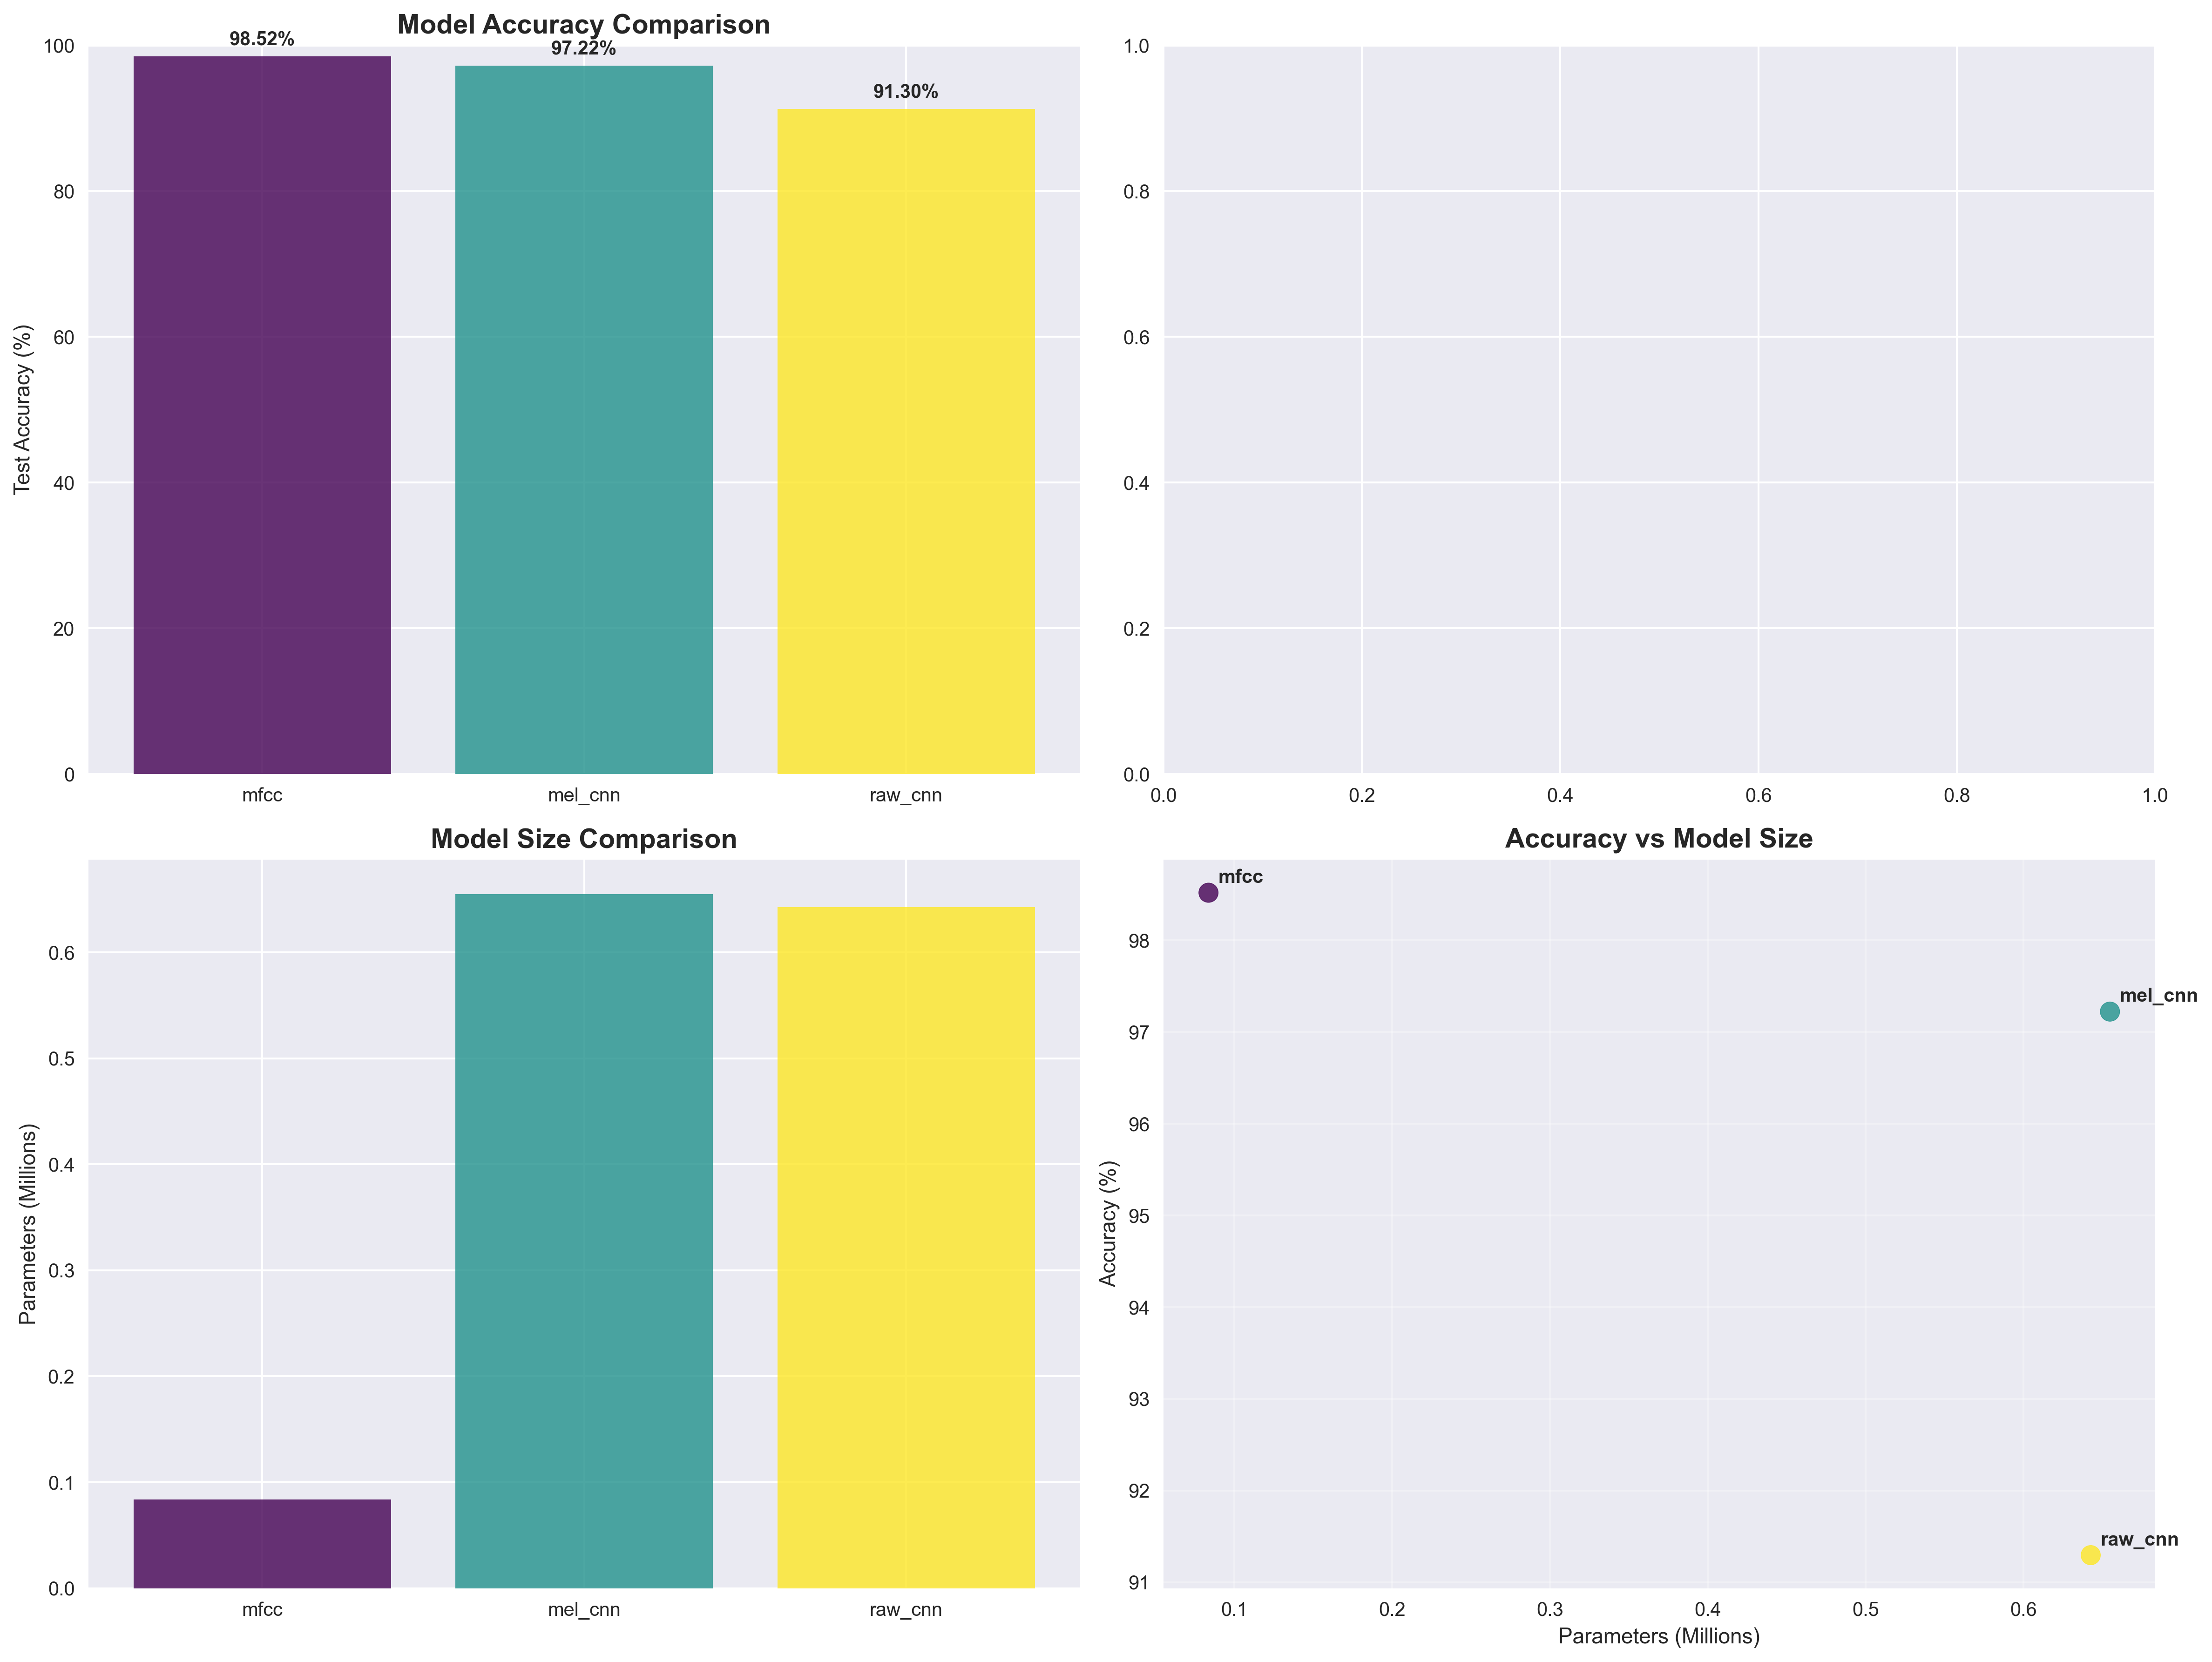 Model Accuracy Comparison
98.52%
97.22%
91.30%
Test Accuracy (%)
100
80
60
40
20
0
mfcc
mel_cnn
raw_cnn
1.0
0.8
0.6
0.4
0.2
0.0
0.0
0.2
0.4
0.6
0.8
1.0
Model Size Comparison
Parameters (Millions)
0.6
0.5
0.4
0.3
0.2
0.1
0.0
mfcc
mel_cnn
raw_cnn
Accuracy vs Model Size
mfcc
mel_cnn
raw_cnn
Accuracy (%)
98
97
96
95
94
93
92
91
0.1
0.2
0.3
0.4
0.5
0.6
Parameters (Millions)